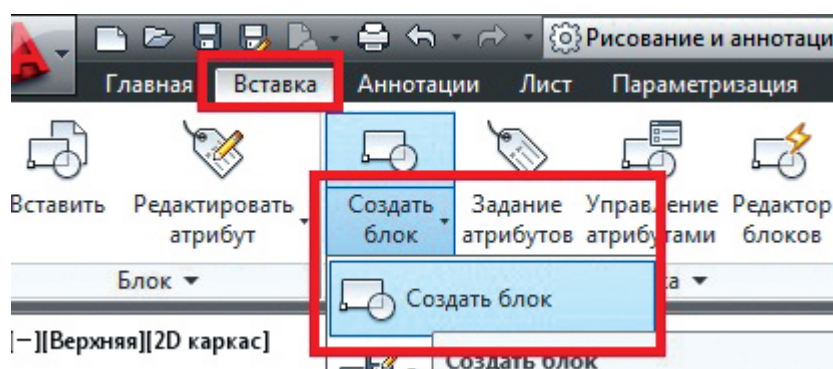 Рисование и аннотаци
Главная Вставка Аннотации Лист Параметризация
Вставить Редактировать атрибут Создать блок Задание атрибутов Управление атрибутами Редактор блоков
Блок
Создать блок
[−][Верхняя][2D каркас]
Создать блок